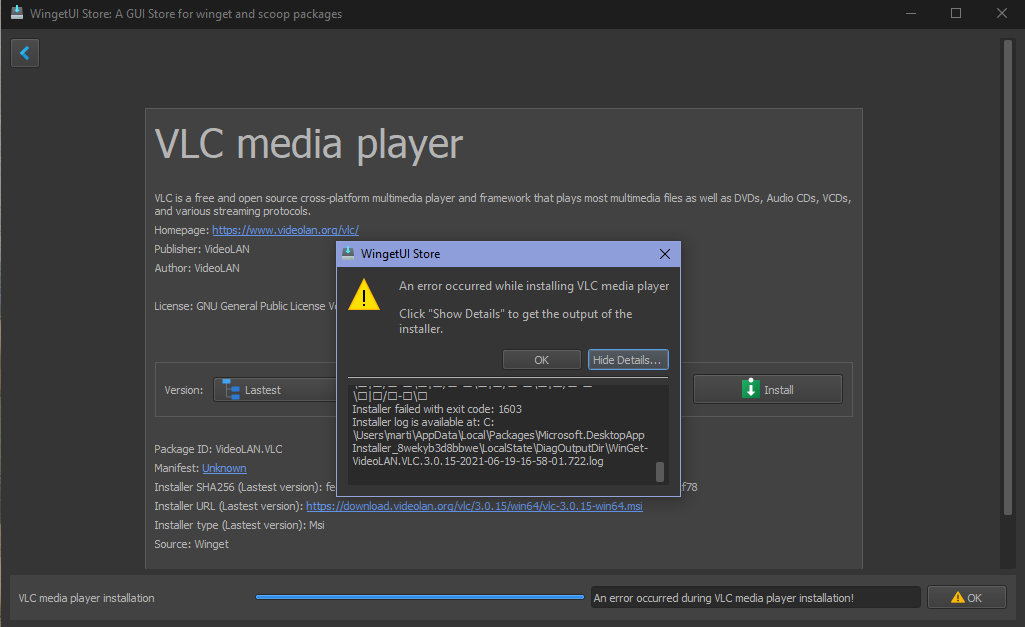 WingetUI Store: A GUI Store for winget and scoop packages
VLC media player
VLC is a free and open source cross-platform multimedia player and framework that plays most multimedia files as well as DVDs, Audio CDs, VCDs,
and various streaming protocols.
Homepage: https://www.videolan.org/vlc/
Publisher: VideoLAN
Author: VideoLAN
License: GNU General Public License
WingetUI Store
An error occurred while installing VLC media player
Click "Show Details" to get the output of the
installer.
OK
Hide Details...
\□|□/□-□\□
Installer failed with exit code: 1603
Installer log is available at: C:
\Users\marti\AppData\Local\Packages\Microsoft.DesktopApp
Installer_8wekyb3d8bbwe\LocalState\DiagOutputDir\WinGet-
VideoLAN.VLC.3.0.15-2021-06-19-16-58-01.722.log
Version:
Lastest
Install
Package ID: VideoLAN.VLC
Manifest: Unknown
Installer SHA256 (Lastest version): fe
f78
Installer URL (Lastest version): https://download.videolan.org/vlc/3.0.15/win64/vlc-3.0.15-win64.msi
Installer type (Lastest version): Msi
Source: Winget
VLC media player installation
An error occurred during VLC media player installation!
OK